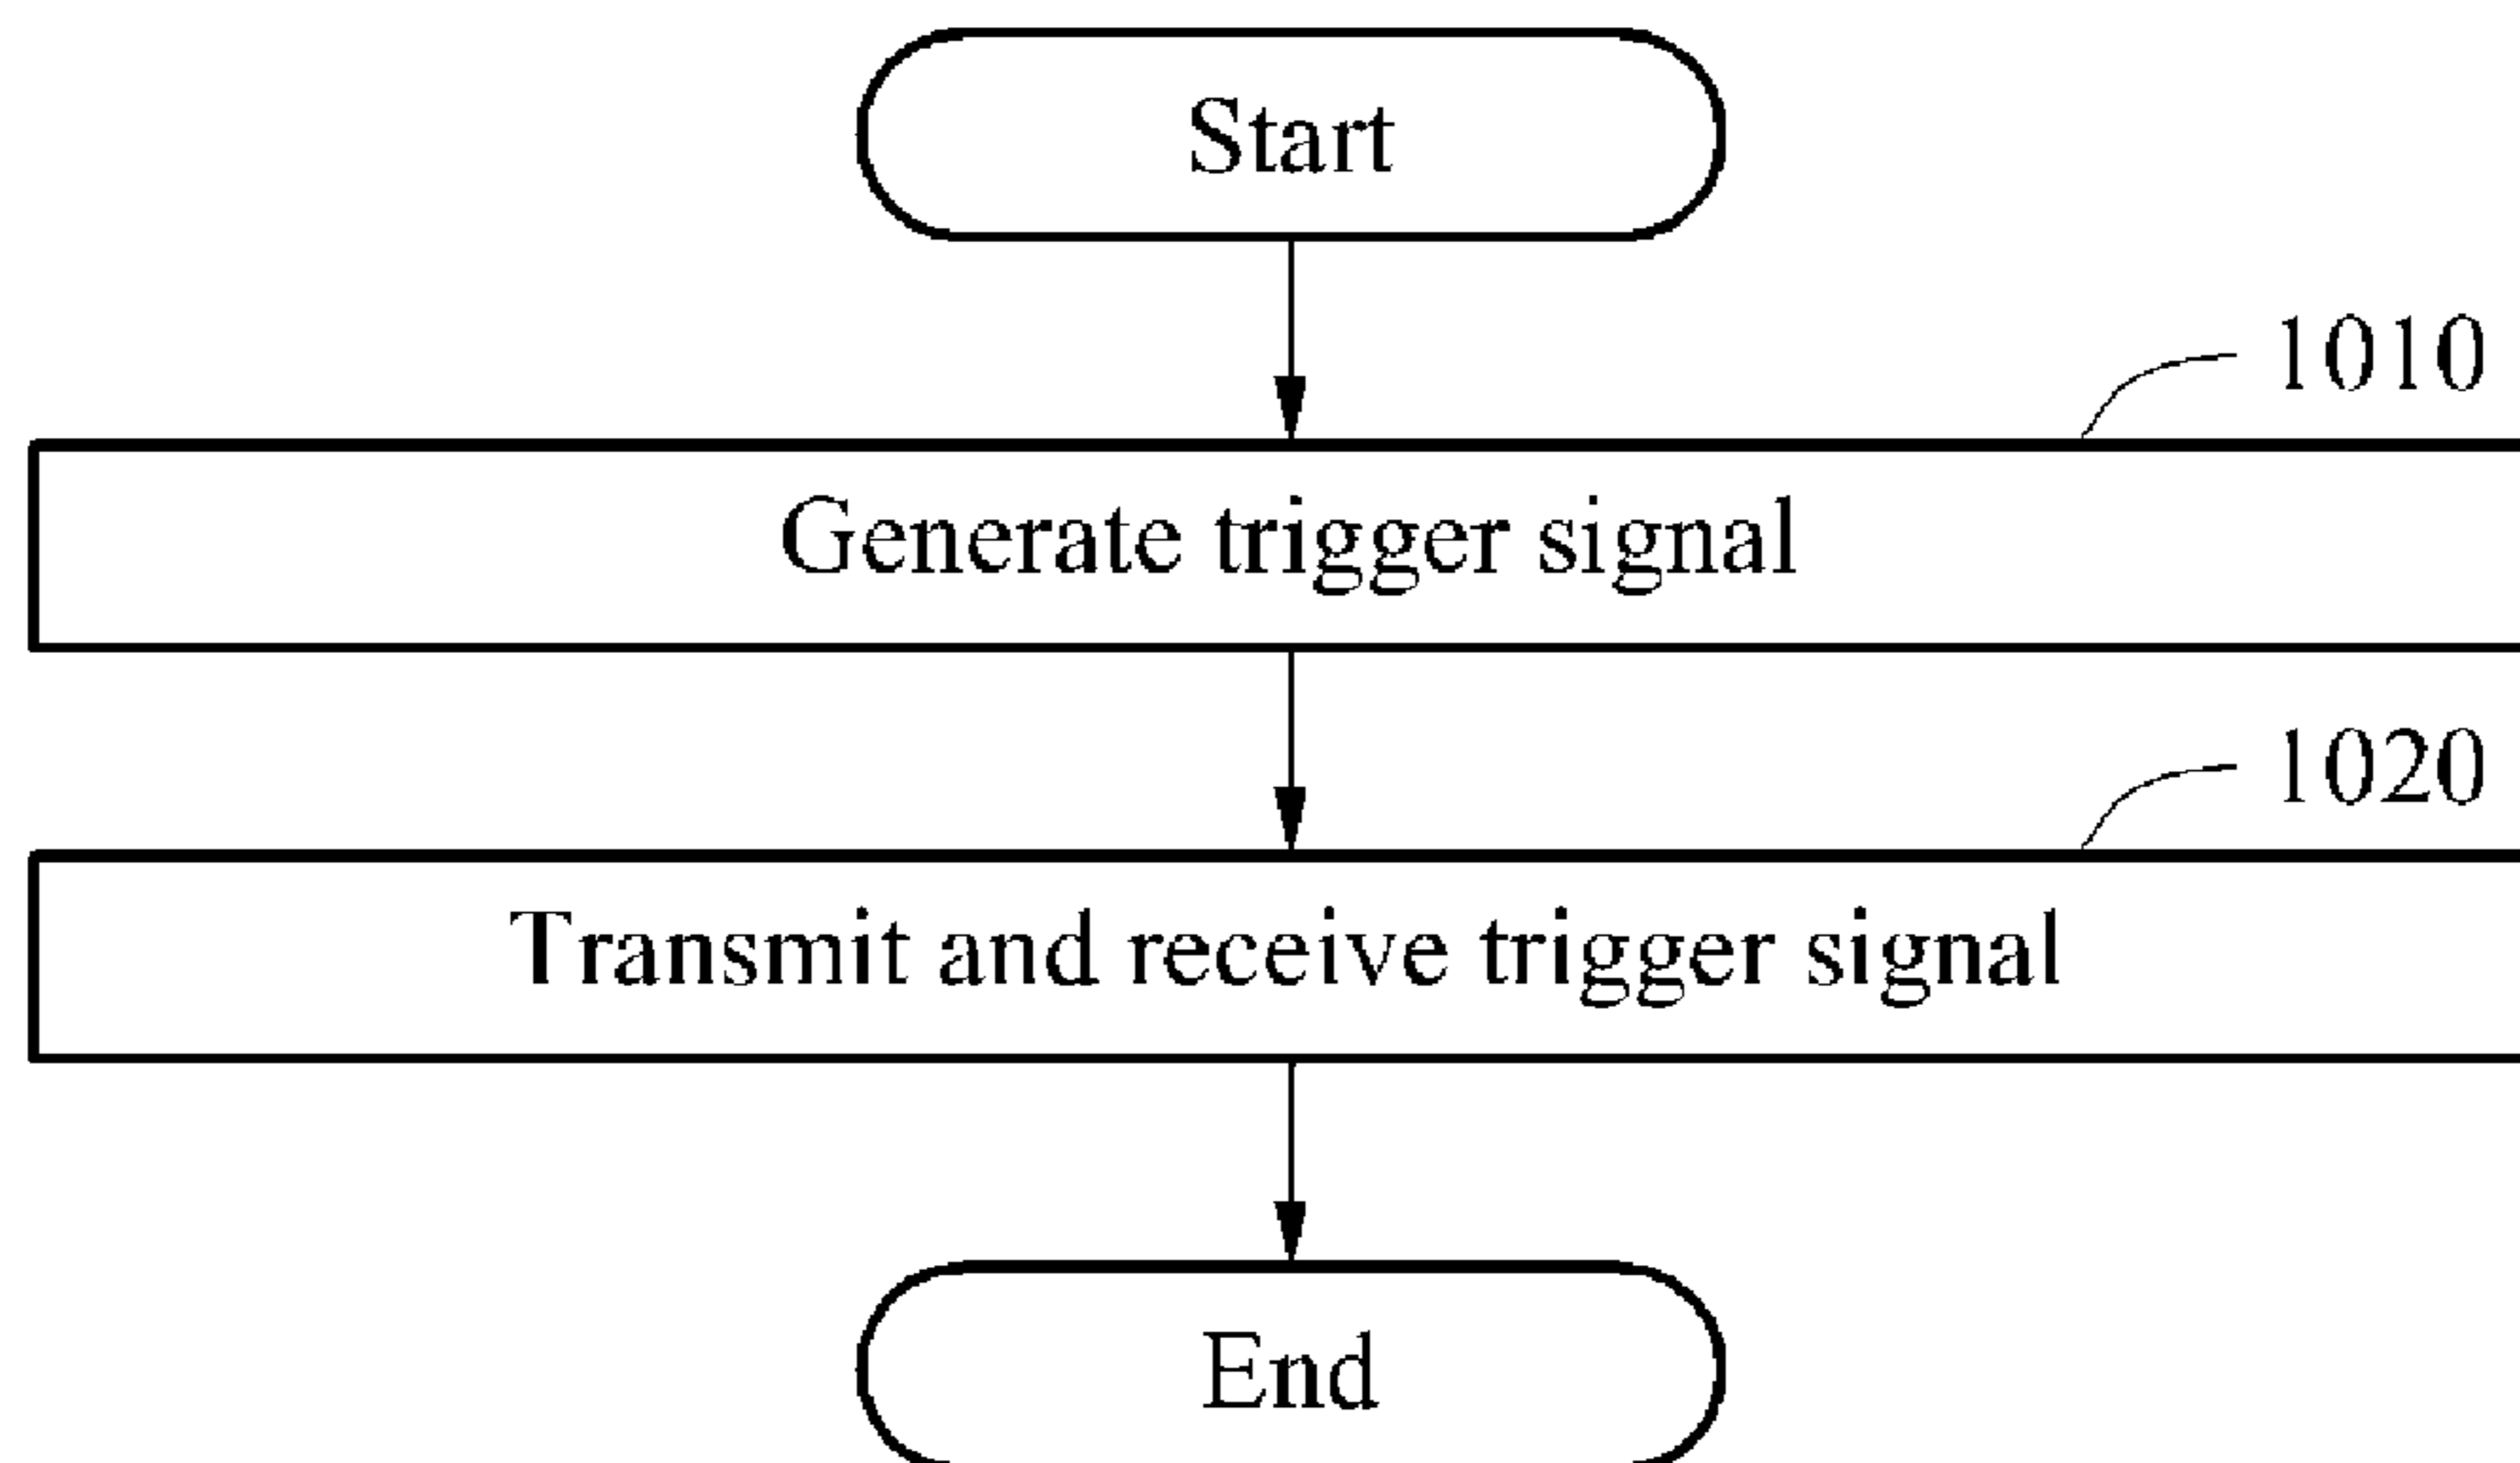 Start
1010
Generate trigger signal
1020
Transmit and receive trigger signal
End